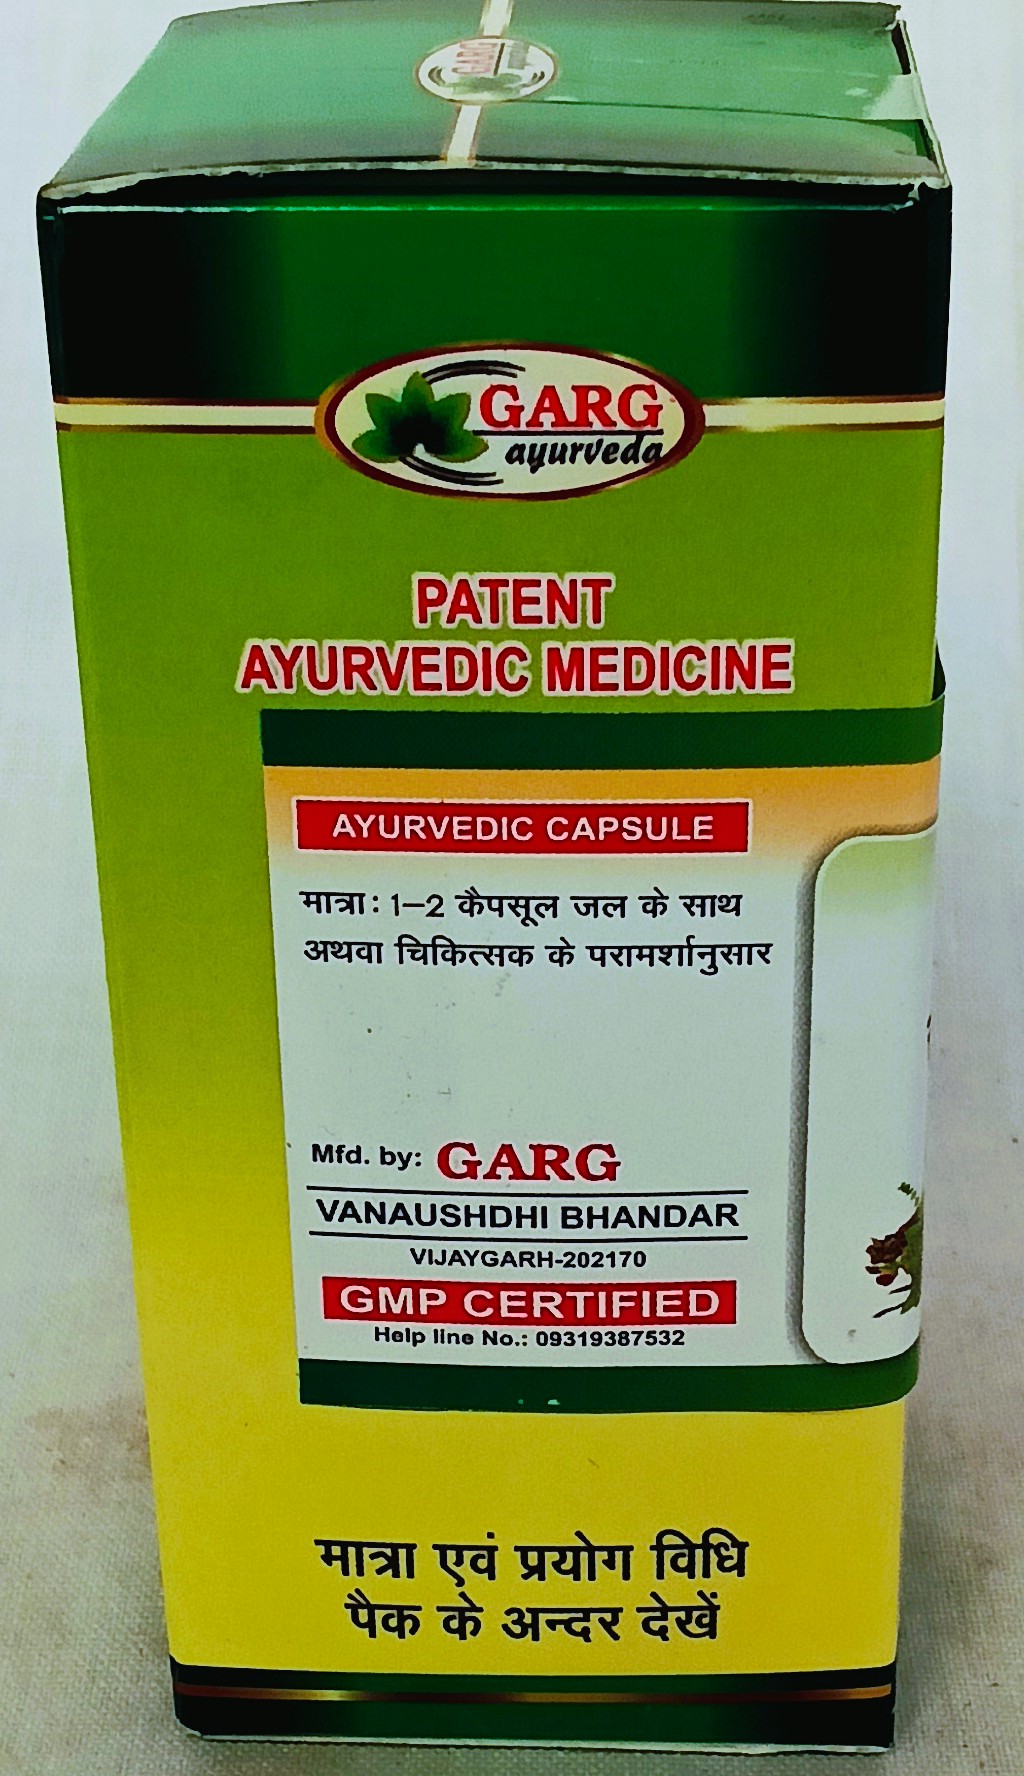 GARG
GARG
ayurveda
PATENT
AYURVEDIC MEDICINE
AYURVEDIC CAPSULE
मात्रा: 1-2 कैपसूल जल के साथ
अथवा चिकित्सक के परामर्शानुसार
Mfd. by: GARG
VANAUSHDHI BHANDAR
VIJAYGARH-202170
GMP CERTIFIED
Help line No.: 09319387532
मात्रा एवं प्रयोग विधि
पैक के अन्दर देखें